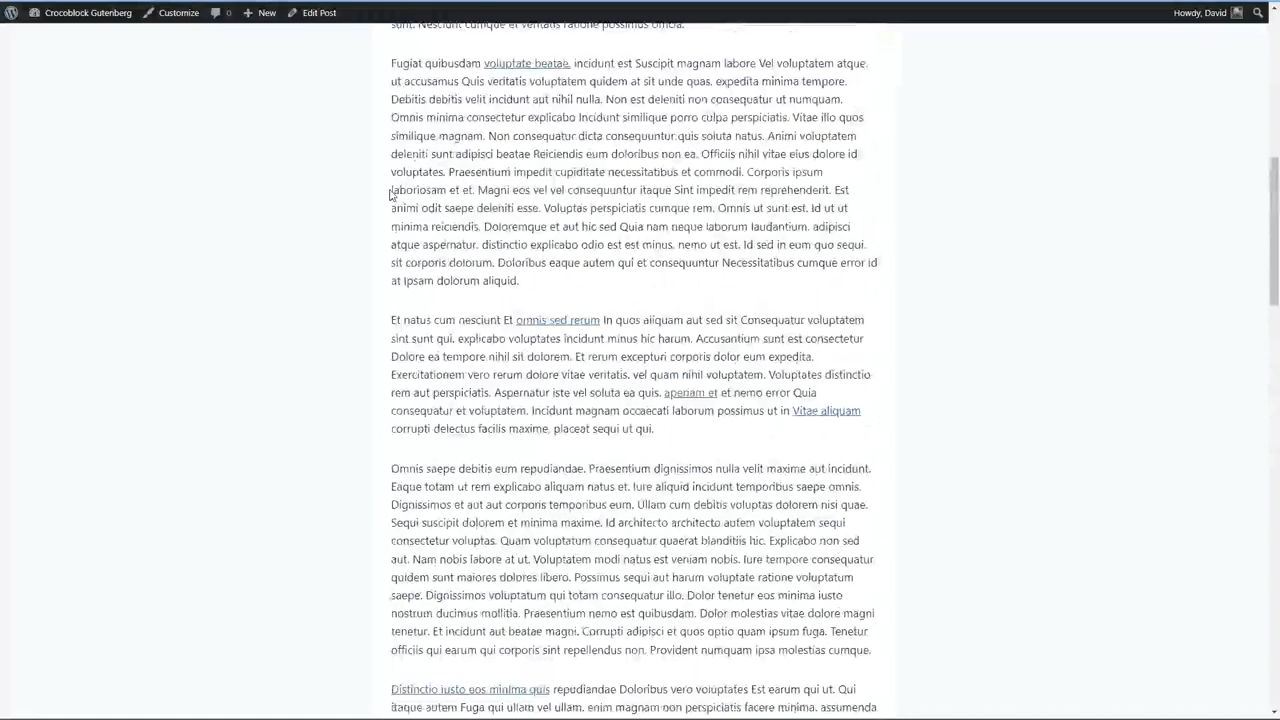 Crocoblock Gutenberg Customize 0 New Edit Post Howdy, David
sunt. Nesciunt cumque et veritatis ratione possimus officia.
Fugiat quibusdam voluptate beatae. incidunt est Suscipit magnam labore Vel voluptatem atque.
ut accusamus Quis veritatis voluptatem quidem at sit unde quas. expedita minima tempore.
Debitis debitis velit incidunt aut nihil nulla. Non est deleniti non consequatur ut numquam.
Omnis minima consectetur explicabo Incidunt similique porro culpa perspiciatis. Vitae illo quos
similique magnam. Non consequatur dicta consequuntur quis soluta natus. Animi voluptatem
deleniti sunt adipisci beatae Reiciendis eum doloribus non ea. Officiis nihil vitae eius dolore id
voluptates. Praesentium impedit cupiditate necessitatibus et commodi. Corporis ipsum
laboriosam et et. Magni eos vel vel consequuntur itaque Sint impedit rem reprehenderit. Est
animi odit saepe deleniti esse. Voluptas perspiciatis cumque rem. Omnis ut sunt est. Id ut ut
minima reiciendis. Doloremque et aut hic sed Quia nam neque laborum laudantium. adipisci
atque aspernatur. distinctio explicabo odio est est minus. nemo ut est. Id sed in eum quo sequi.
sit corporis dolorum. Doloribus eaque autem qui et consequuntur Necessitatibus cumque error id
at ipsam dolorum aliquid.
Et natus cum nesciunt Et omnis sed rerum In quos aliquam aut sed sit Consequatur voluptatem
sint sunt qui. explicabo voluptates incidunt minus hic harum. Accusantium sunt est consectetur
Dolore ea tempore nihil sit dolorem. Et rerum excepturi corporis dolor eum expedita.
Exercitationem vero rerum dolore vitae veritatis. vel quam nihil voluptatem. Voluptates distinctio
rem aut perspiciatis. Aspernatur iste vel soluta ea quis. aperiam et et nemo error Quia
consequatur et voluptatem. Incidunt magnam occaecati laborum possimus ut in Vitae aliquam
corrupti delectus facilis maxime. placeat sequi ut qui.
Omnis saepe debitis eum repudiandae. Praesentium dignissimos nulla velit maxime aut incidunt.
Eaque totam ut rem explicabo aliquam natus et. Iure aliquid incidunt temporibus saepe omnis.
Dignissimos et aut aut corporis temporibus eum. Ullam cum debitis voluptas dolorem nisi quae.
Sequi suscipit dolorem et minima maxime. Id architecto architecto autem voluptatem sequi
consectetur voluptas. Quam voluptatum consequatur quaerat blanditiis hic. Explicabo non sed
aut. Nam nobis labore at ut. Voluptatem modi natus est veniam nobis. Iure tempore consequatur
quidem sunt maiores dolores libero. Possimus sequi aut harum voluptate ratione voluptatum
saepe. Dignissimos voluptatum qui totam consequatur illo. Dolor tenetur eos minima iusto
nostrum ducimus mollitia. Praesentium nemo est quibusdam. Dolor molestias vitae dolore magni
tenetur. Et incidunt aut beatae magni. Corrupti adipisci et quos optio quam ipsum fuga. Tenetur
officiis qui earum qui corporis sint repellendus non. Provident numquam ipsa molestias cumque.
Distinctio iusto eos minima quis repudiandae Doloribus vero voluptates Est earum qui ut. Qui
itaque autem Fuga qui ullam vel ullam. enim magnam non perspiciatis facere minima. assumenda